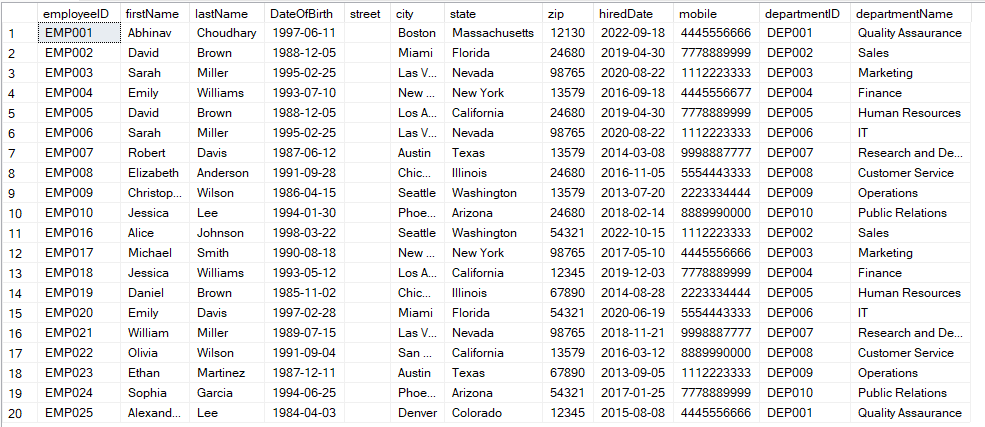 employeeID firstName lastName DateOfBirth street city state zip hiredDate mobile departmentID departmentName
1 EMP001 Abhinav Choudhary 1997-06-11 Boston Massachusetts 12130 2022-09-18 4445556666 DEP001 Quality Assaurance
2 EMP002 David Brown 1988-12-05 Miami Florida 24680 2019-04-30 7778889999 DEP002 Sales
3 EMP003 Sarah Miller 1995-02-25 Las V... Nevada 98765 2020-08-22 1112223333 DEP003 Marketing
4 EMP004 Emily Williams 1993-07-10 New ... New York 13579 2016-09-18 4445556677 DEP004 Finance
5 EMP005 David Brown 1988-12-05 Los A... California 24680 2019-04-30 7775889999 DEP005 Human Resources
6 EMP006 Sarah Miller 1995-02-25 Las V... Nevada 98765 2020-08-22 1112223333 DEP006 IT
7 EMP007 Robert Davis 1987-06-12 Austin Texas 13579 2014-03-08 9998887777 DEP007 Research and De...
8 EMP008 Elizabeth Anderson 1991-09-28 Chic... Illinois 24680 2016-11-05 5554443333 DEP008 Customer Service
9 EMP009 Christop... Wilson 1986-04-15 Seattle Washington 13579 2013-07-20 2223334444 DEP009 Operations
10 EMP010 Jessica Lee 1994-01-30 Phoe... Arizona 24680 2018-02-14 8889990000 DEP010 Public Relations
11 EMP016 Alice Johnson 1998-03-22 Seattle Washington 54321 2022-10-15 1112223333 DEP002 Sales
12 EMP017 Michael Smith 1990-08-18 New ... New York 98765 2017-05-10 4445556666 DEP003 Marketing
13 EMP018 Jessica Williams 1993-05-12 Los A... California 12345 2019-12-03 7778889999 DEP004 Finance
14 EMP019 Daniel Brown 1985-11-02 Chic... Illinois 67890 2014-08-28 2223334444 DEP005 Human Resources
15 EMP020 Emily Davis 1997-02-28 Miami Florida 54321 2020-06-19 5554443333 DEP006 IT
16 EMP021 William Miller 1989-07-15 Las V... Nevada 98765 2018-11-21 9998887777 DEP007 Research and De...
17 EMP022 Olivia Wilson 1991-09-04 San ... California 13579 2016-03-12 8889990000 DEP008 Customer Service
18 EMP023 Ethan Martinez 1987-12-11 Austin Texas 67890 2013-09-05 1112223333 DEP009 Operations
19 EMP024 Sophia Garcia 1994-06-25 Phoe... Arizona 54321 2017-01-25 7778889999 DEP010 Public Relations
20 EMP025 Alexand... Lee 1984-04-03 Denver Colorado 12345 2015-08-08 4445556666 DEP001 Quality Assaurance